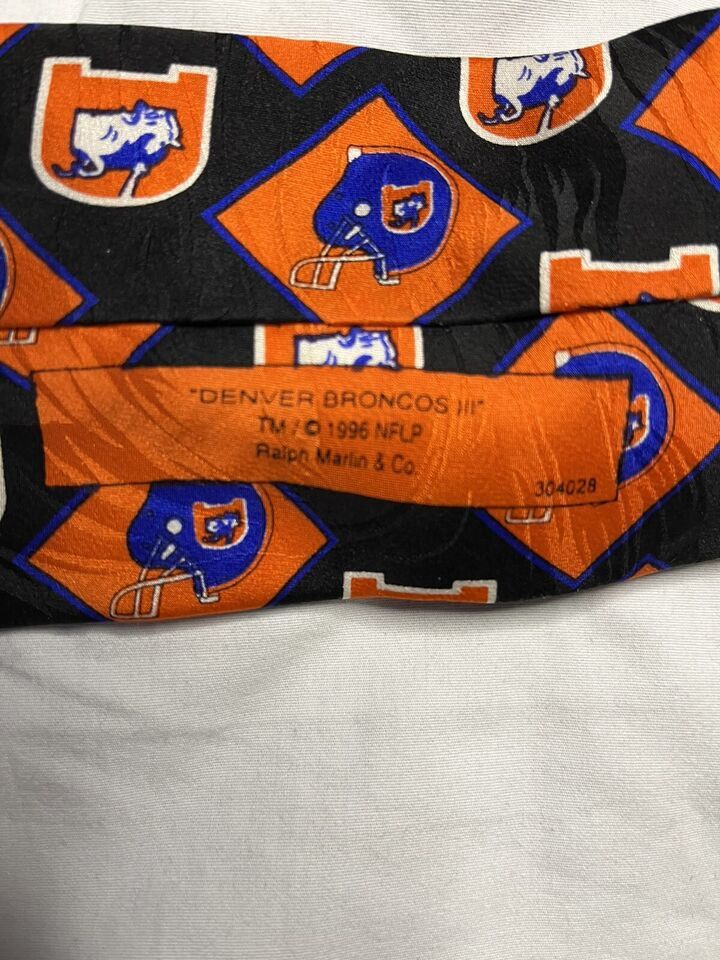 "DENVER BRONCOS III"
TM / © 1996 NFLP
Ralph Marlin & Co.
304028